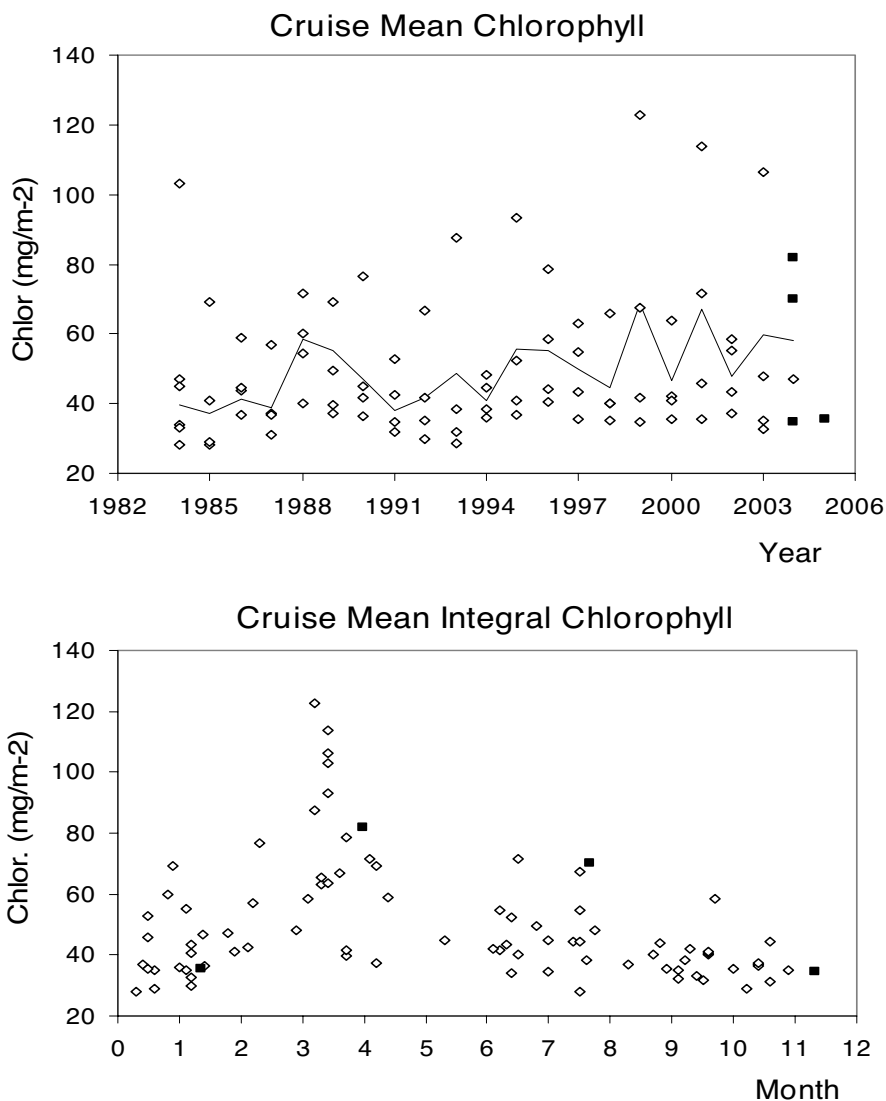 Cruise Mean Chlorophyll
140
120
100
80
60
40
20
Chlor (mg/m-2)
1982 1985 1988 1991 1994 1997 2000 2003 2006
Year
Cruise Mean Integral Chlorophyll
140
120
100
80
60
40
20
Chlor. (mg/m-2)
0 1 2 3 4 5 6 7 8 9 10 11 12
Month